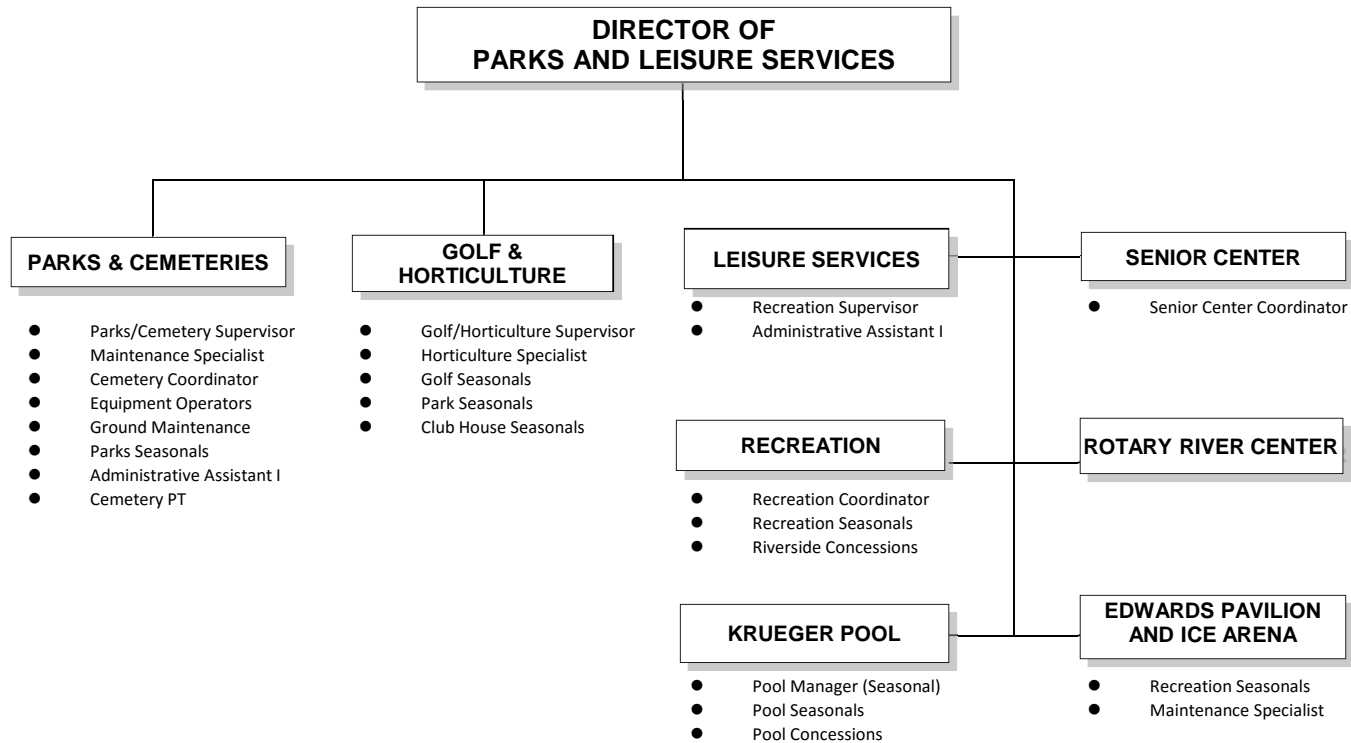 DIRECTOR OF
PARKS AND LEISURE SERVICES
PARKS & CEMETERIES
● Parks/Cemetery Supervisor
● Maintenance Specialist
● Cemetery Coordinator
● Equipment Operators
● Ground Maintenance
● Parks Seasonals
● Administrative Assistant I
● Cemetery PT
GOLF &
HORTICULTURE
● Golf/Horticulture Supervisor
● Horticulture Specialist
● Golf Seasonals
● Park Seasonals
● Club House Seasonals
LEISURE SERVICES
● Recreation Supervisor
● Administrative Assistant I
SENIOR CENTER
● Senior Center Coordinator
RECREATION
● Recreation Coordinator
● Recreation Seasonals
● Riverside Concessions
ROTARY RIVER CENTER
KRUEGER POOL
● Pool Manager (Seasonal)
● Pool Seasonals
● Pool Concessions
EDWARDS PAVILION
AND ICE ARENA
● Recreation Seasonals
● Maintenance Specialist